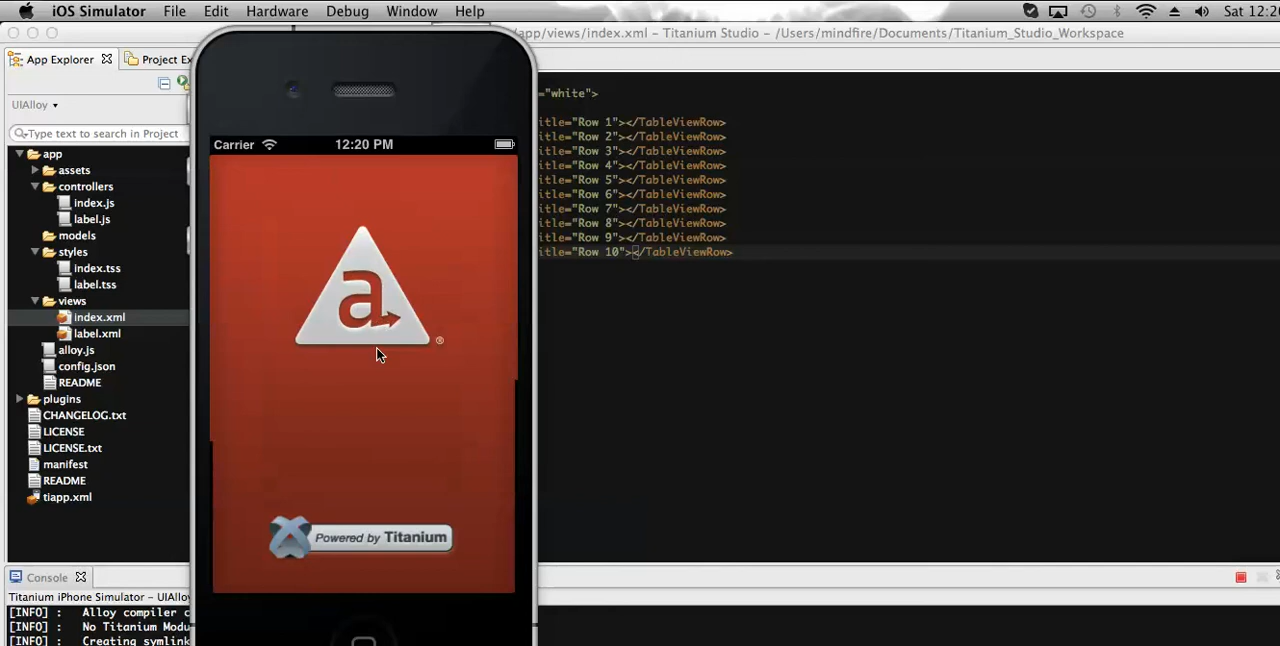 iOS Simulator File Edit Hardware Debug Window Help Sat 12:20
/app/views/index.xml – Titanium Studio – /Users/mindfire/Documents/Titanium_Studio_Workspace
App Explorer Project Ex
UIAlloy
Type text to search in Project
app
assets
controllers
index.js
label.js
models
styles
index.tss
label.tss
views
index.xml
label.xml
alloy.js
config.json
README
plugins
CHANGELOG.txt
LICENSE
LICENSE.txt
manifest
README
tiapp.xml
Carrier 12:20 PM
a
®
Powered by Titanium
="white">
itle="Row 1"></TableViewRow>
itle="Row 2"></TableViewRow>
itle="Row 3"></TableViewRow>
itle="Row 4"></TableViewRow>
itle="Row 5"></TableViewRow>
itle="Row 6"></TableViewRow>
itle="Row 7"></TableViewRow>
itle="Row 8"></TableViewRow>
itle="Row 9"></TableViewRow>
itle="Row 10"></TableViewRow>
Console
Titanium iPhone Simulator – UIAllo
[INFO] : Alloy compiler c
[INFO] : No Titanium Modu
[INFO] : Creating symlink